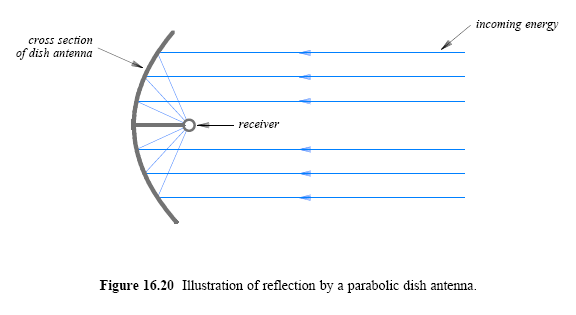 incoming energy
cross section
of dish antenna
receiver
Figure 16.20 Illustration of reflection by a parabolic dish antenna.